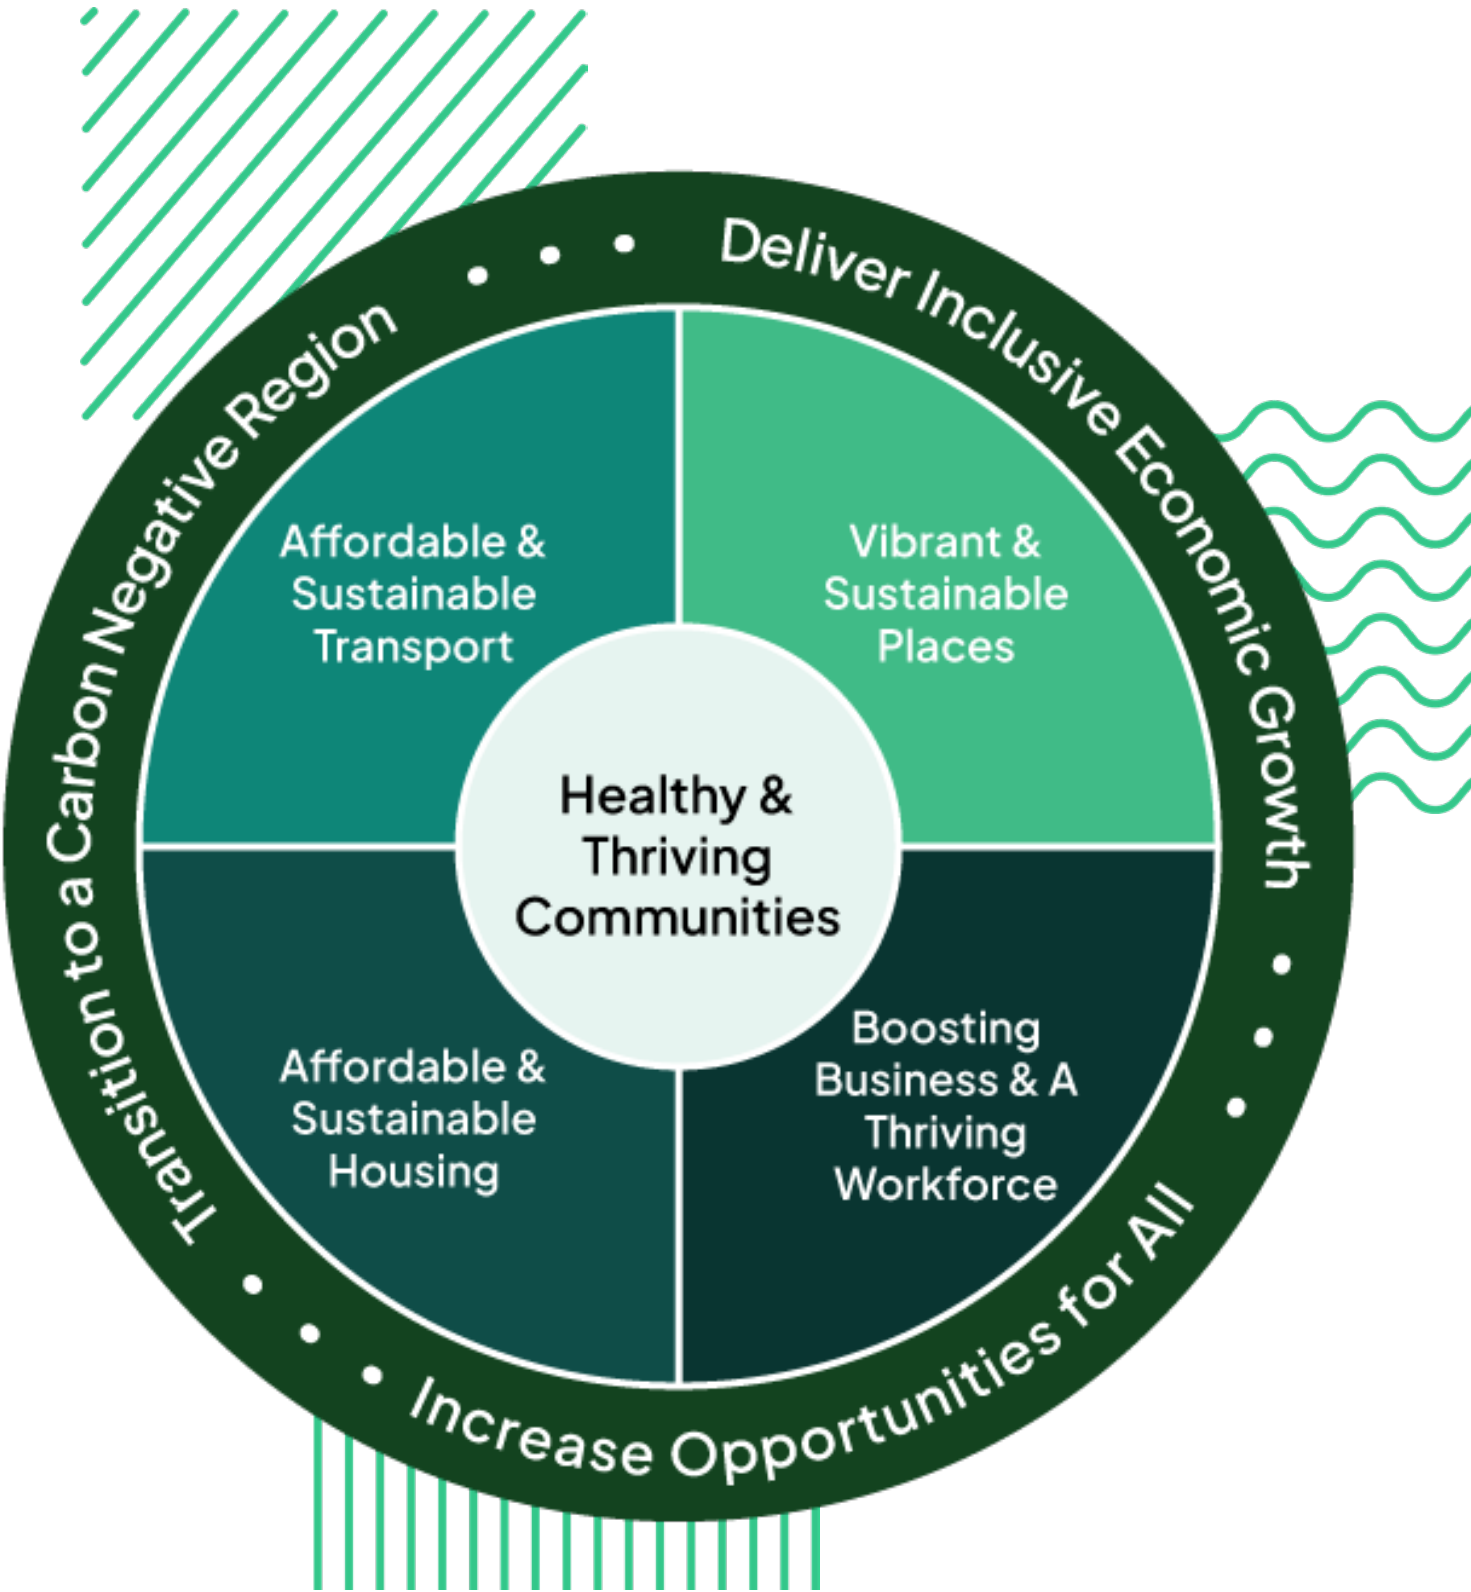 Deliver Inclusive Economic Growth
Increase Opportunities for All
Transition to a Carbon Negative Region
Affordable &
Sustainable
Transport
Vibrant &
Sustainable
Places
Healthy &
Thriving
Communities
Affordable &
Sustainable
Housing
Boosting
Business & A
Thriving
Workforce